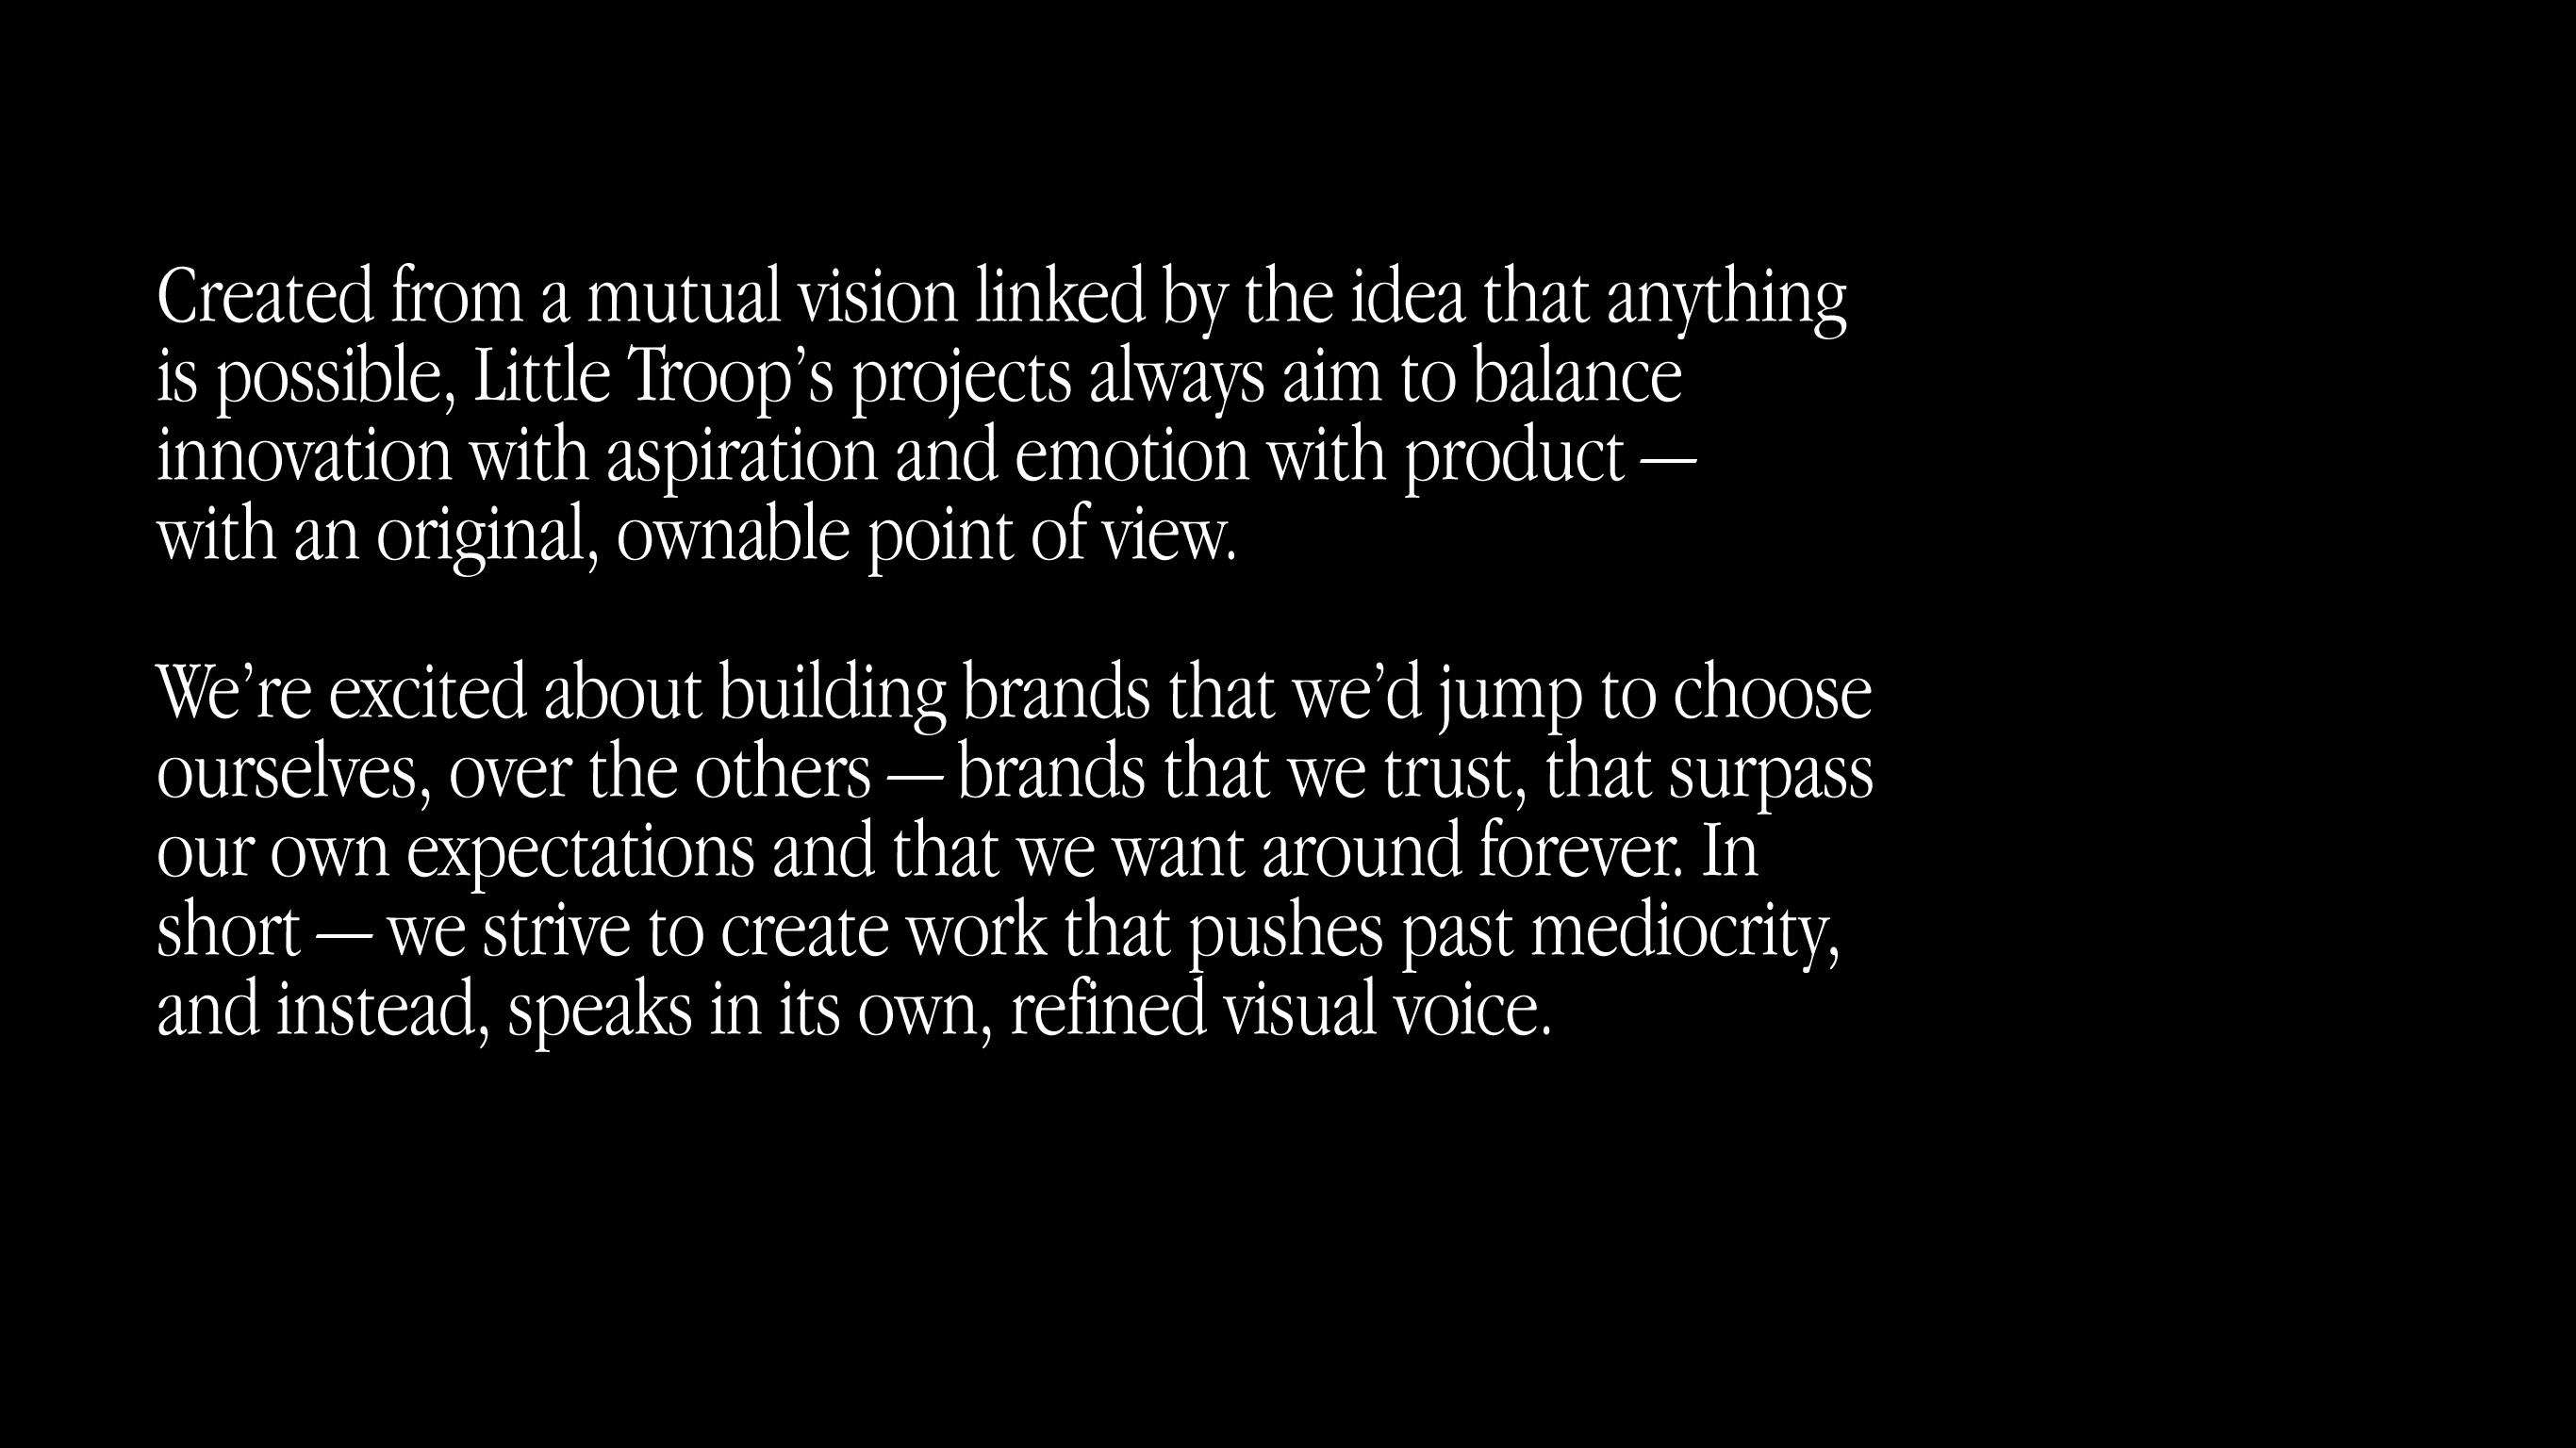 Created from a mutual vision linked by the idea that anything
is possible, Little Troop’s projects always aim to balance
innovation with aspiration and emotion with product —
with an original, ownable point of view.
We’re excited about building brands that we’d jump to choose
ourselves, over the others — brands that we trust, that surpass
our own expectations and that we want around forever. In
short — we strive to create work that pushes past mediocrity,
and instead, speaks in its own, refined visual voice.